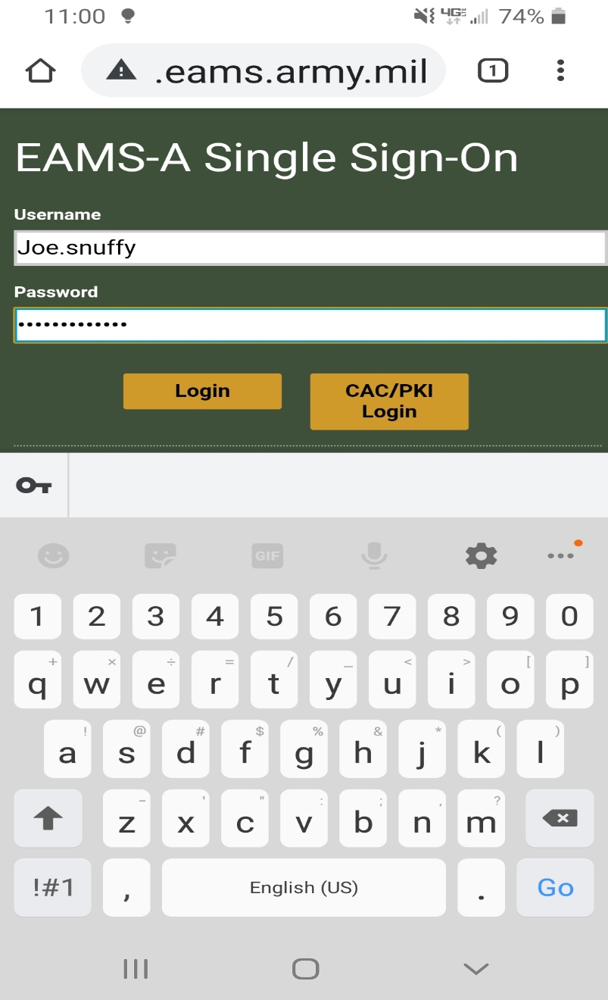 11:00 4G LTE 74%
.eams.army.mil 1
EAMS-A Single Sign-On
Username
Joe.snuffy
Password
•••••••••••••
Login CAC/PKI
Login
GIF
1 2 3 4 5 6 7 8 9 0
+ × ÷ = / _ < > [ ]
q w e r t y u i o p
! @ # $ % & * ( )
a s d f g h j k l
- ' " : ; , ?
z x c v b n m
!#1 , English (US) . Go